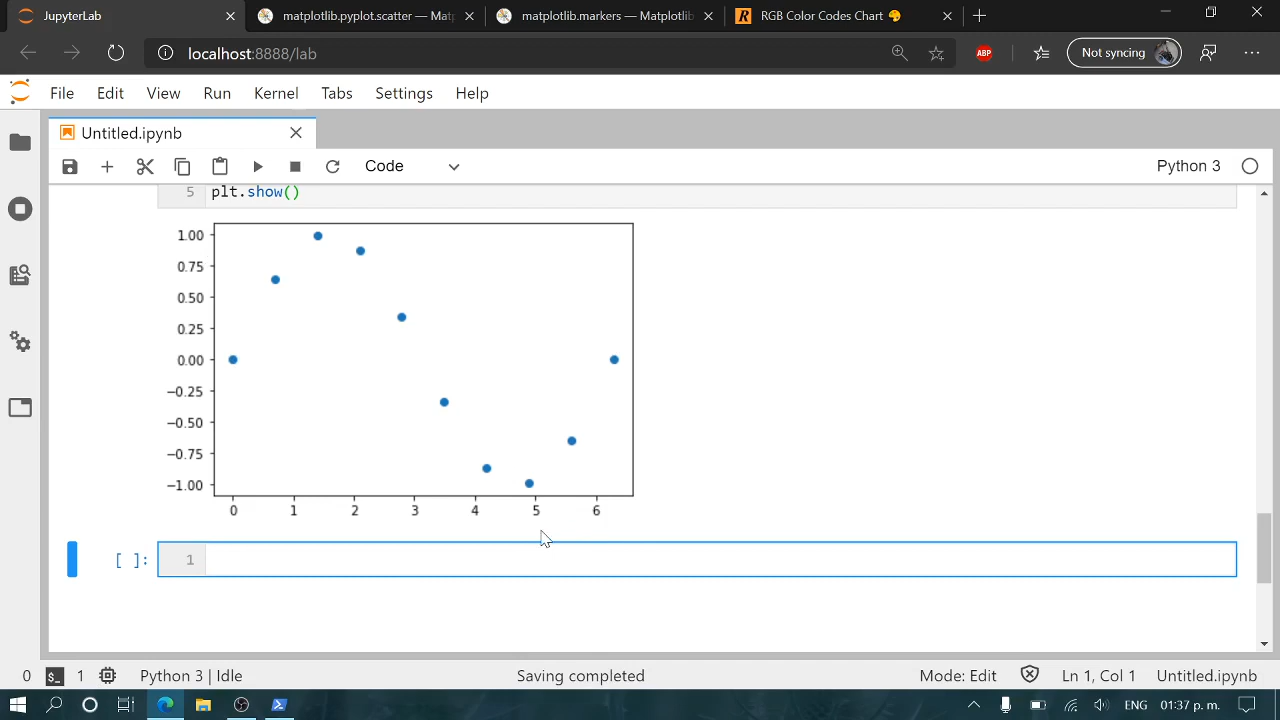 JupyterLab
matplotlib.pyplot.scatter — Mat
matplotlib.markers — Matplotlib
R RGB Color Codes Chart
localhost:8888/lab
ABP
Not syncing
File Edit View Run Kernel Tabs Settings Help
Untitled.ipynb
Code
Python 3
5 plt.show()
1.00
0.75
0.50
0.25
0.00
−0.25
−0.50
−0.75
−1.00
0 1 2 3 4 5 6
[ ]: 1
0 $_ 1 Python 3 | Idle Saving completed Mode: Edit Ln 1, Col 1 Untitled.ipynb
ENG 01:37 p. m.